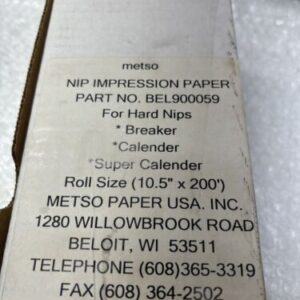 metso
NIP IMPRESSION PAPER
PART NO. BEL900059
For Hard Nips
* Breaker
*Calender
*Super Calender
Roll Size (10.5" x 200')
METSO PAPER USA. INC.
1280 WILLOWBROOK ROAD
BELOIT, WI 53511
TELEPHONE (608)365-3319
FAX (608) 364-2502